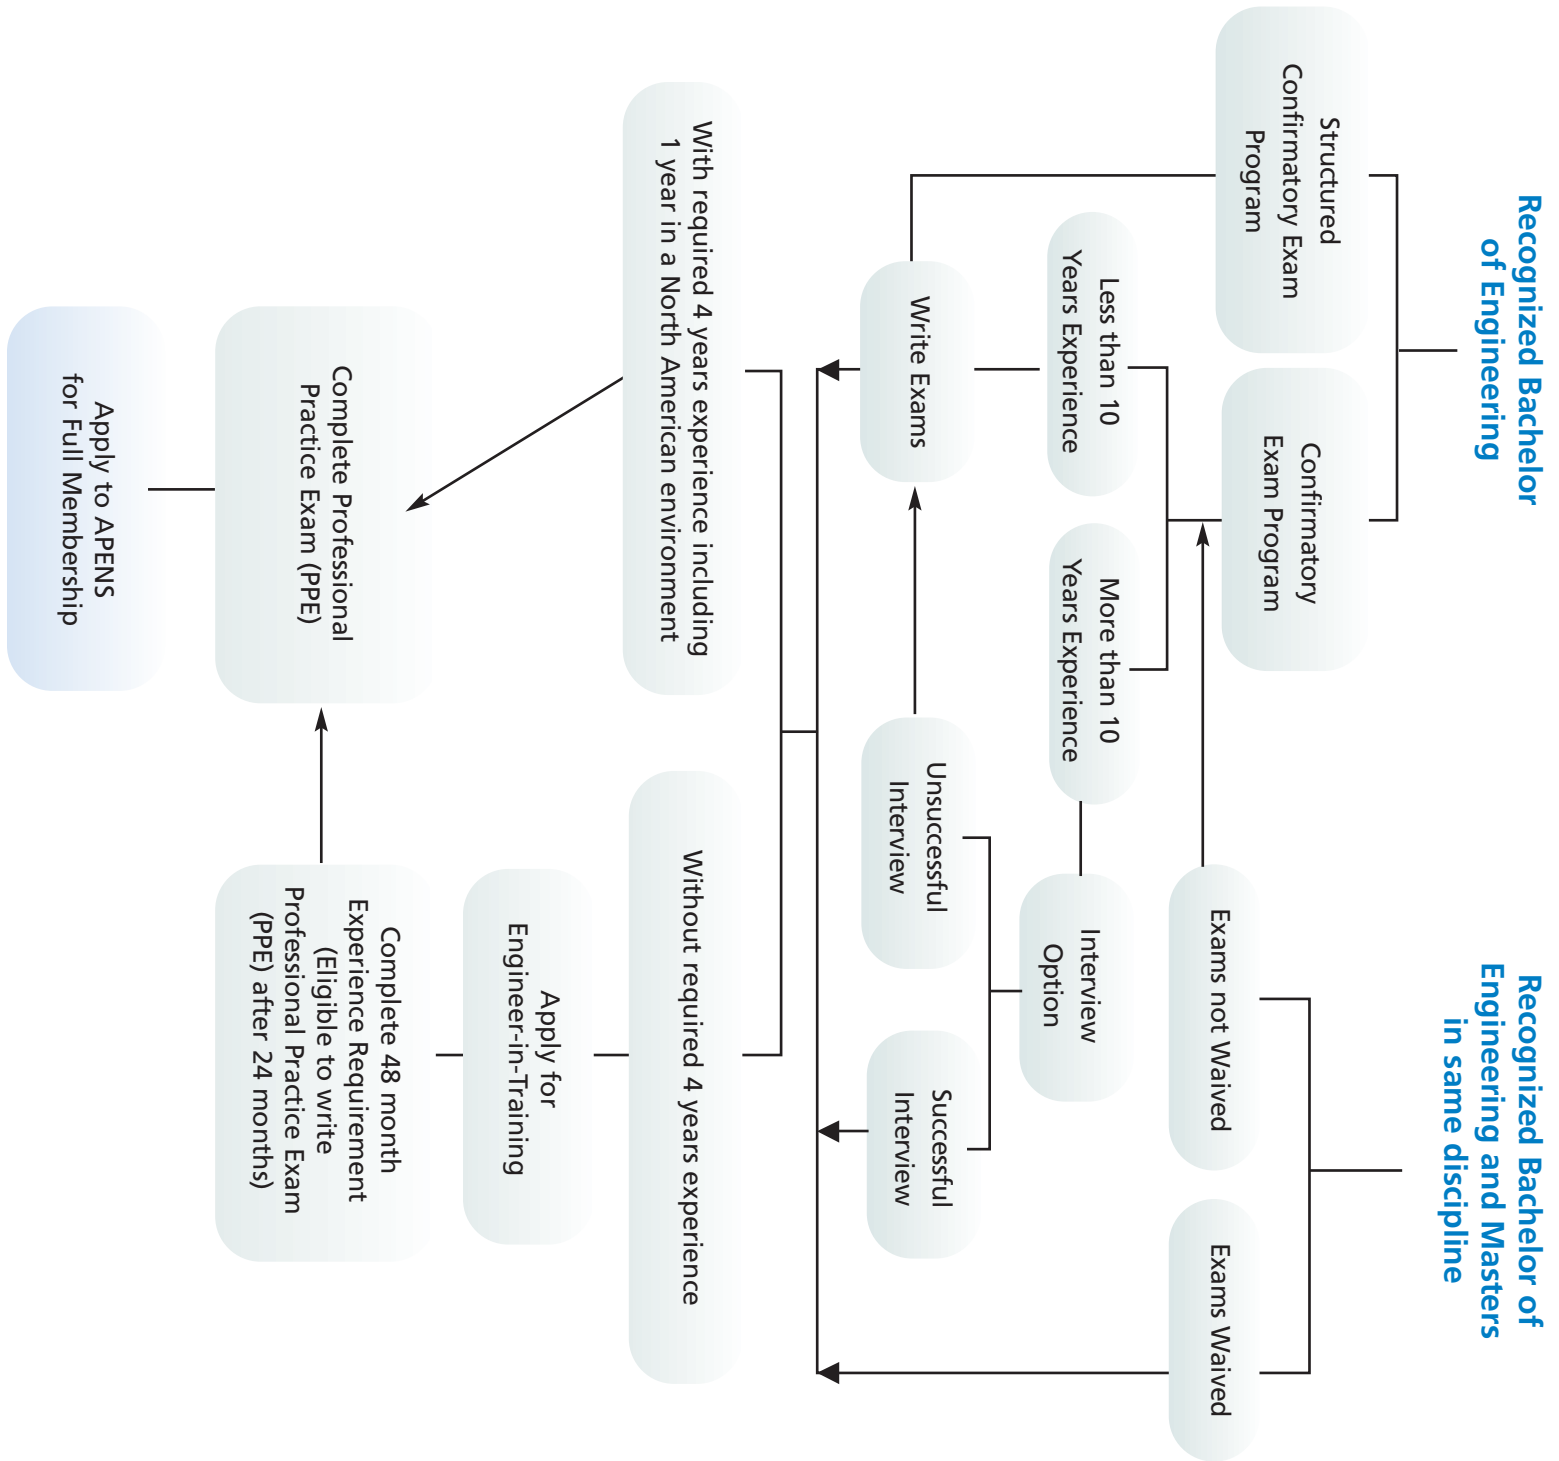 Recognized Bachelor
of Engineering
Recognized Bachelor of
Engineering and Masters
in same discipline
Structured
Confirmatory Exam
Program
Confirmatory
Exam Program
Exams not Waived
Exams Waived
Less than 10
Years Experience
More than 10
Years Experience
Interview
Option
Write Exams
Unsuccessful
Interview
Successful
Interview
With required 4 years experience including
1 year in a North American environment
Without required 4 years experience
Apply for
Engineer-in-Training
Complete Professional
Practice Exam (PPE)
Complete 48 month
Experience Requirement
(Eligible to write
Professional Practice Exam
(PPE) after 24 months)
Apply to APENS
for Full Membership